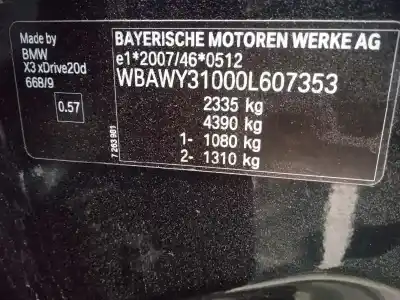 Made by
BMW
X3 xDrive20d
668/9
0.57
BAYERISCHE MOTOREN WERKE AG
e1*2007/46*0512
WBAWY31000L607353
2335 kg
4390 kg
1- 1080 kg
2- 1310 kg
7 263 901